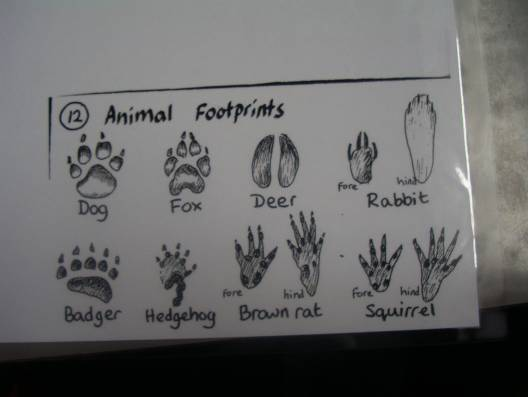 12 Animal Footprints
fore hind
Dog Fox Deer Rabbit
fore hind fore hind
Badger Hedgehog Brown rat Squirrel